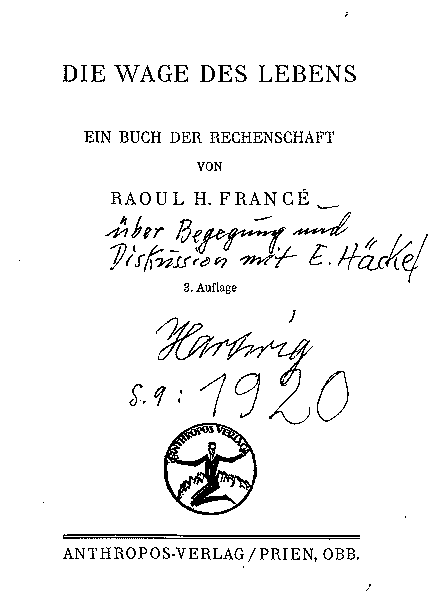 DIE WAGE DES LEBENS
EIN BUCH DER RECHENSCHAFT
VON
RAOUL H. FRANCÉ
über Begegung und
Diskussion mit E. Häckel
3. Auflage
Hartwig
S. 9: 1920
ANTHROPOS VERLAG
ANTHROPOS-VERLAG / PRIEN, OBB.